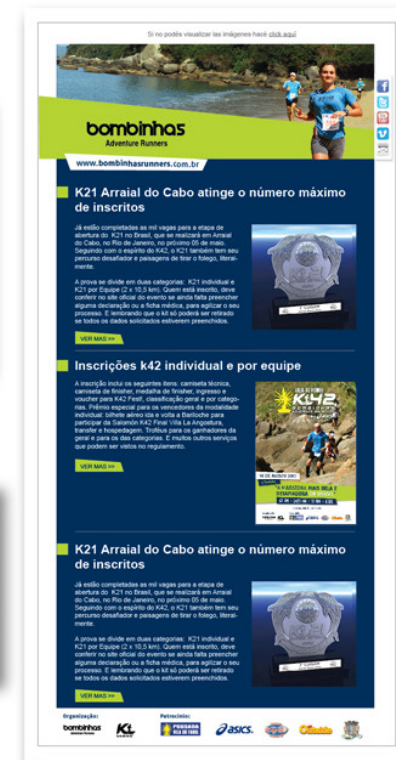 Si no podés visualizar las imágenes hacé click aquí
bombinhas
Adventure Runners
www.bombinhasrunners.com.br
K21 Arraial do Cabo atinge o número máximo
de inscritos
Já estão completadas as mil vagas para a etapa de
abertura do K21 no Brasil, que se realizará em Arraial
do Cabo, no Rio de Janeiro, no próximo 05 de maio.
Seguindo com o espírito do K42, o K21 também tem seu
percurso desafiador e paisagens de tirar o folego, literal-
mente.
A prova se divide em duas categorias: K21 individual e
K21 por Equipe (2 x 10,5 km). Quem está inscrito, deve
conferir no site oficial do evento se ainda falta preencher
alguma declaração ou a ficha médica, para agilizar o seu
processo. E lembrando que o kit só poderá ser retirado
se todos os dados solicitados estiverem preenchidos.
VER MAS >>
Inscrições k42 individual e por equipe
A inscrição inclui os seguintes itens: camiseta técnica,
camiseta de finisher, medalha de finisher, ingresso e
voucher para K42 Fest!, classificação geral e por catego-
rias. Prêmio especial para os vencedores da modalidade
individual: bilhete aéreo ida e volta a Bariloche para
participar da Salomón K42 Final Villa La Angostura,
transfer e hospedagem. Troféus para os ganhadores da
geral e para os das categorias. E muitos outros serviços
que podem ser vistos no regulamento.
VER MAS >>
K42
BOMBINHAS
A MARATONA MAIS BELA E
DESAFIADORA DO BRASIL
K21 Arraial do Cabo atinge o número máximo
de inscritos
Já estão completadas as mil vagas para a etapa de
abertura do K21 no Brasil, que se realizará em Arraial
do Cabo, no Rio de Janeiro, no próximo 05 de maio.
Seguindo com o espírito do K42, o K21 também tem seu
percurso desafiador e paisagens de tirar o folego, literal-
mente.
A prova se divide em duas categorias: K21 individual e
K21 por Equipe (2 x 10,5 km). Quem está inscrito, deve
conferir no site oficial do evento se ainda falta preencher
alguma declaração ou a ficha médica, para agilizar o seu
processo. E lembrando que o kit só poderá ser retirado
se todos os dados solicitados estiverem preenchidos.
VER MAS >>
Organização:
Patrocínio:
bombinhas
KL
POUSADA
VILA DO FAROL
asics.